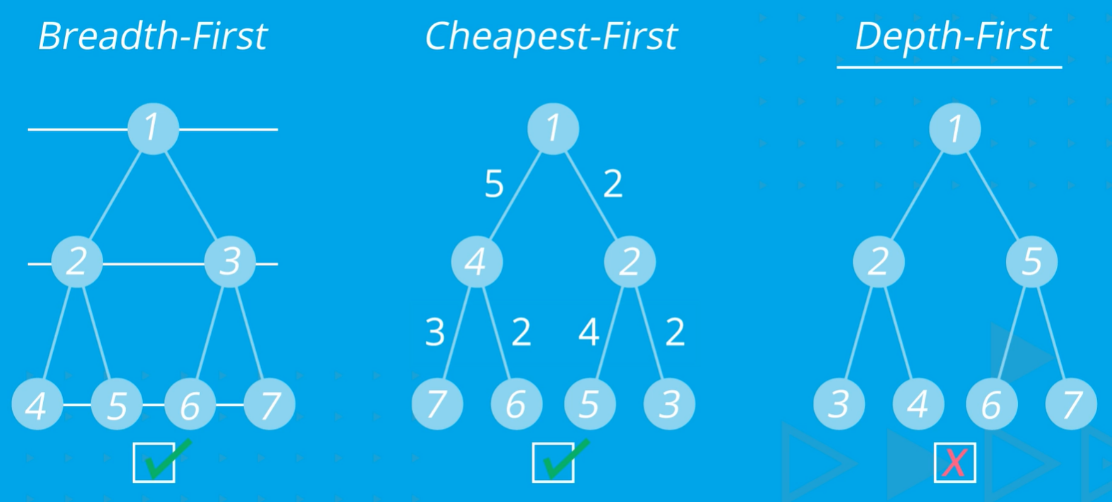 Breadth-First
1
2 3
4 5 6 7
Cheapest-First
1
5 2
4 2
3 2 4 2
7 6 5 3
Depth-First
1
2 5
3 4 6 7
X